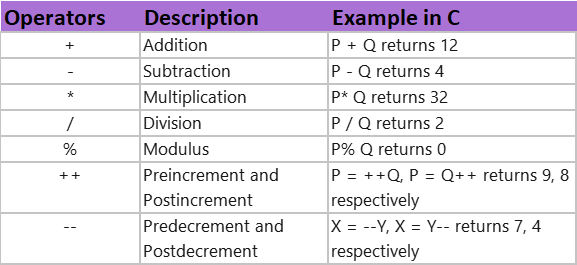 Operators Description Example in C
+ Addition P + Q returns 12
- Subtraction P - Q returns 4
* Multiplication P* Q returns 32
/ Division P / Q returns 2
% Modulus P% Q returns 0
++ Preincrement and P = ++Q, P = Q++ returns 9, 8
Postincrement respectively
-- Predecrement and X = --Y, X = Y-- returns 7, 4
Postdecrement respectively